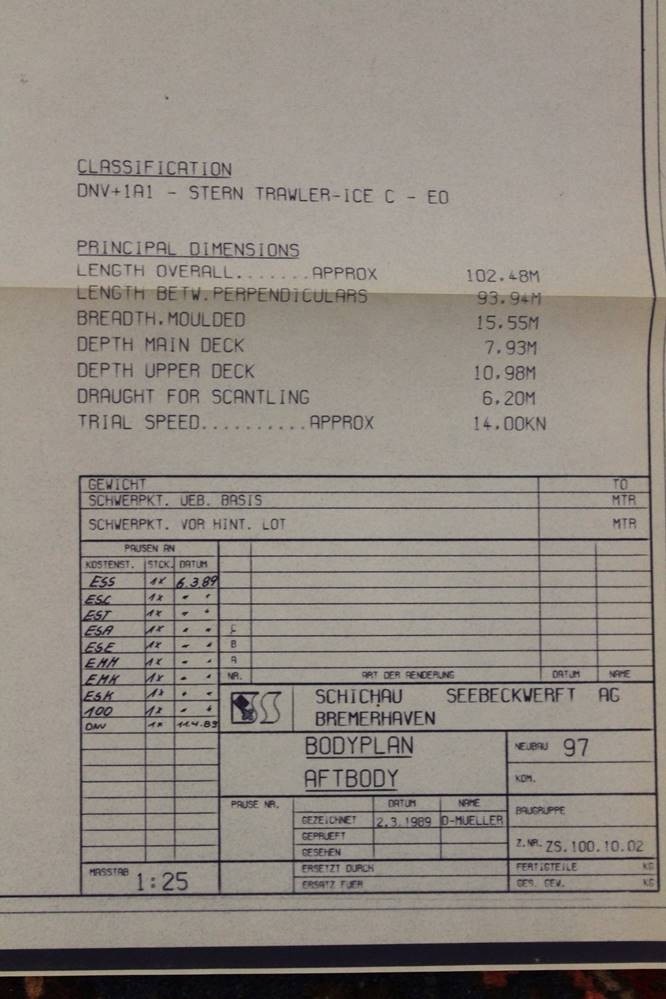 CLASSIFICATION
DNV+1A1 - STERN TRAWLER-ICE C - EO
PRINCIPAL DIMENSIONS
LENGTH OVERALL.......APPROX 102.48M
LENGTH BETW.PERPENDICULARS 93.94M
BREADTH.MOULDED 15.55M
DEPTH MAIN DECK 7.93M
DEPTH UPPER DECK 10.98M
DRAUGHT FOR SCANTLING 6.20M
TRIAL SPEED..........APPROX 14.00KN
GEWICHT TO
SCHWERPKT. UEB. BASIS MTR
SCHWERPKT. VOR HINT. LOT MTR
PAUSEN AN
KOSTENST. STCK. DATUM
ESS 1x 6.3.89
ESC 1x " "
EST 1x " "
ESA 1x " "
ESE 1x " "
EMM 1x " "
EMK 1x " "
ESK 1x " "
100 1x " "
DNV 1x 11.4.89
C
B
A
NR. ART DER AENDERUNG DATUM NAME
SCHICHAU SEEBECKWERFT AG
BREMERHAVEN
BODYPLAN
AFTBODY
NEUBAU 97
KOM.
PAUSE NR. DATUM NAME
GEZEICHNET 2.3.1989 D-MUELLER
GEPRUEFT
GESEHEN
BAUGRUPPE
Z.NR. ZS.100.10.02
MASSTAB 1:25
ERSETZT DURCH
ERSATZ FUER
FERTIGTEILE KG
GES. GEW. KG